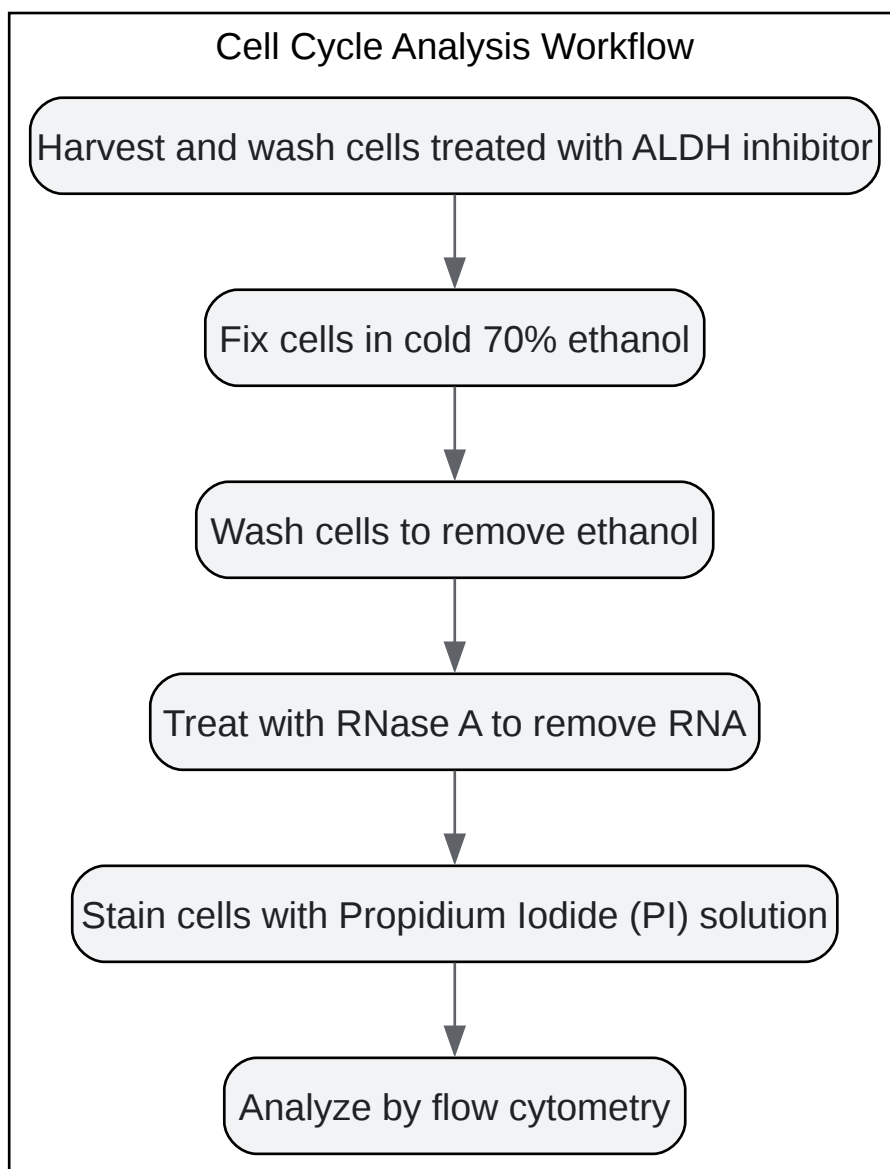 Cell Cycle Analysis Workflow
Harvest and wash cells treated with ALDH inhibitor
Fix cells in cold 70% ethanol
Wash cells to remove ethanol
Treat with RNase A to remove RNA
Stain cells with Propidium Iodide (PI) solution
Analyze by flow cytometry